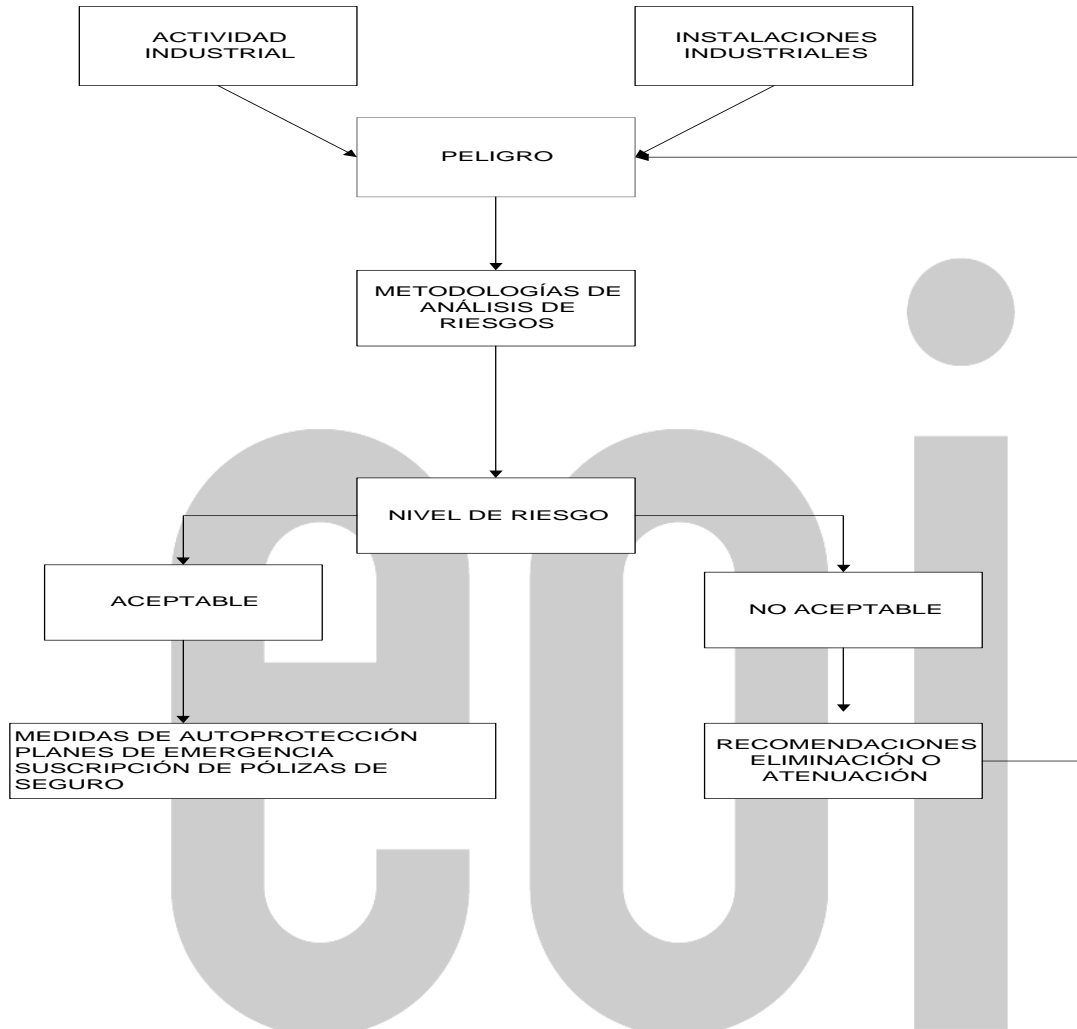 ACTIVIDAD
INDUSTRIAL
INSTALACIONES
INDUSTRIALES
PELIGRO
METODOLOGÍAS DE
ANÁLISIS DE
RIESGOS
NIVEL DE RIESGO
ACEPTABLE
NO ACEPTABLE
MEDIDAS DE AUTOPROTECCIÓN
PLANES DE EMERGENCIA
SUSCRIPCIÓN DE PÓLIZAS DE
SEGURO
RECOMENDACIONES
ELIMINACIÓN O
ATENUACIÓN
eoi